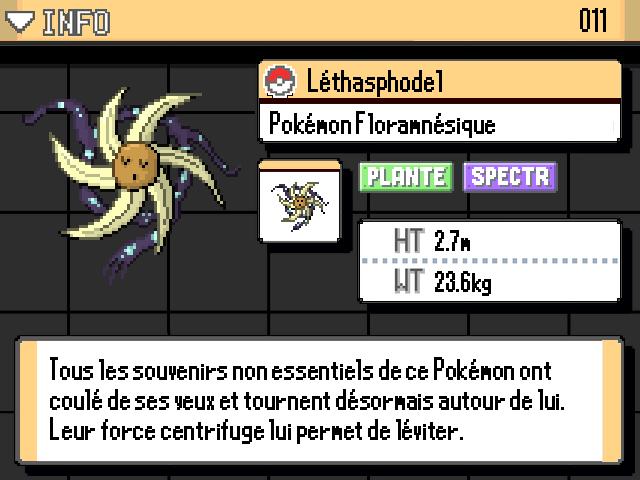 INFO
011
Léthasphodel
Pokémon Floramnésique
PLANTE SPECTR
HT 2.7m
WT 23.6kg
Tous les souvenirs non essentiels de ce Pokémon ont
coulé de ses yeux et tournent désormais autour de lui.
Leur force centrifuge lui permet de léviter.